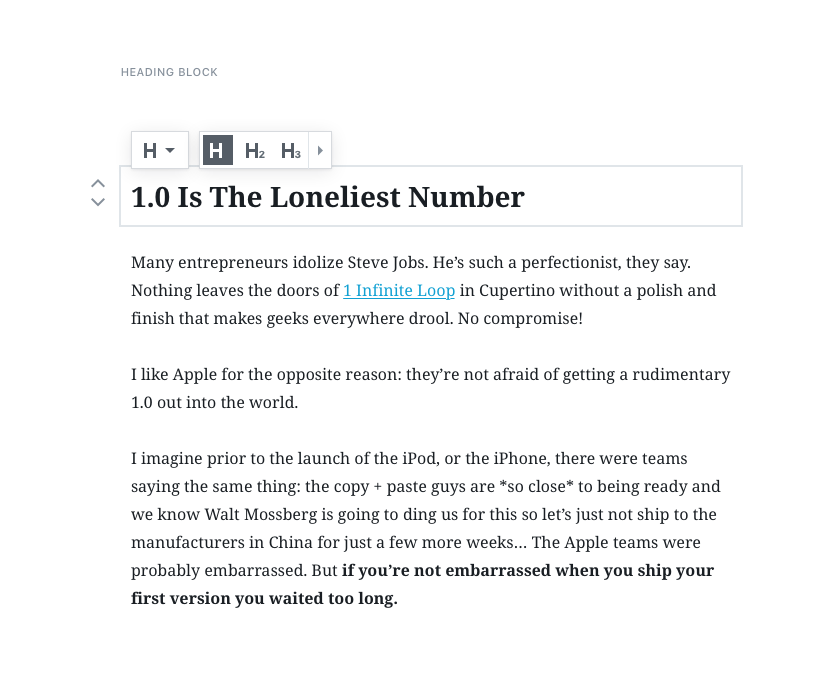 HEADING BLOCK
H H H2 H3
1.0 Is The Loneliest Number
Many entrepreneurs idolize Steve Jobs. He’s such a perfectionist, they say.
Nothing leaves the doors of 1 Infinite Loop in Cupertino without a polish and
finish that makes geeks everywhere drool. No compromise!
I like Apple for the opposite reason: they’re not afraid of getting a rudimentary
1.0 out into the world.
I imagine prior to the launch of the iPod, or the iPhone, there were teams
saying the same thing: the copy + paste guys are *so close* to being ready and
we know Walt Mossberg is going to ding us for this so let’s just not ship to the
manufacturers in China for just a few more weeks… The Apple teams were
probably embarrassed. But if you’re not embarrassed when you ship your
first version you waited too long.